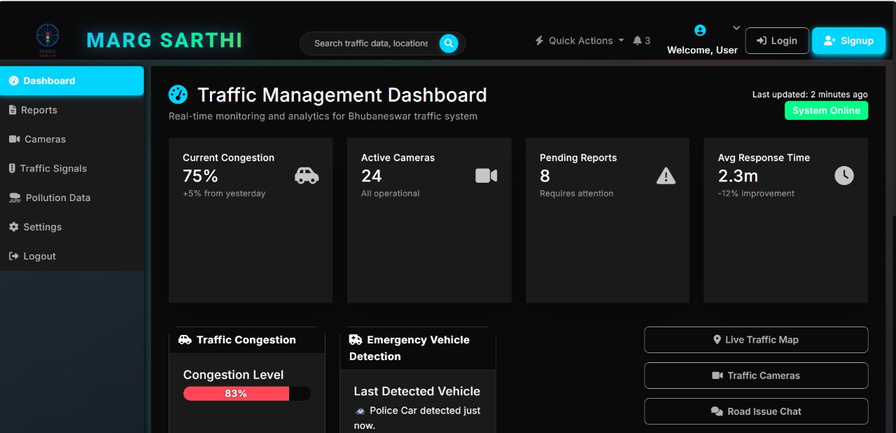 MARG SARTHI
MARG
SARTHI
Search traffic data, locations
Quick Actions
3
Welcome, User
Login
Signup
Dashboard
Reports
Cameras
Traffic Signals
Pollution Data
Settings
Logout
Traffic Management Dashboard
Real-time monitoring and analytics for Bhubaneswar traffic system
Last updated: 2 minutes ago
System Online
Current Congestion
75%
+5% from yesterday
Active Cameras
24
All operational
Pending Reports
8
Requires attention
Avg Response Time
2.3m
-12% improvement
Traffic Congestion
Congestion Level
83%
Emergency Vehicle
Detection
Last Detected Vehicle
Police Car detected just
now.
Live Traffic Map
Traffic Cameras
Road Issue Chat